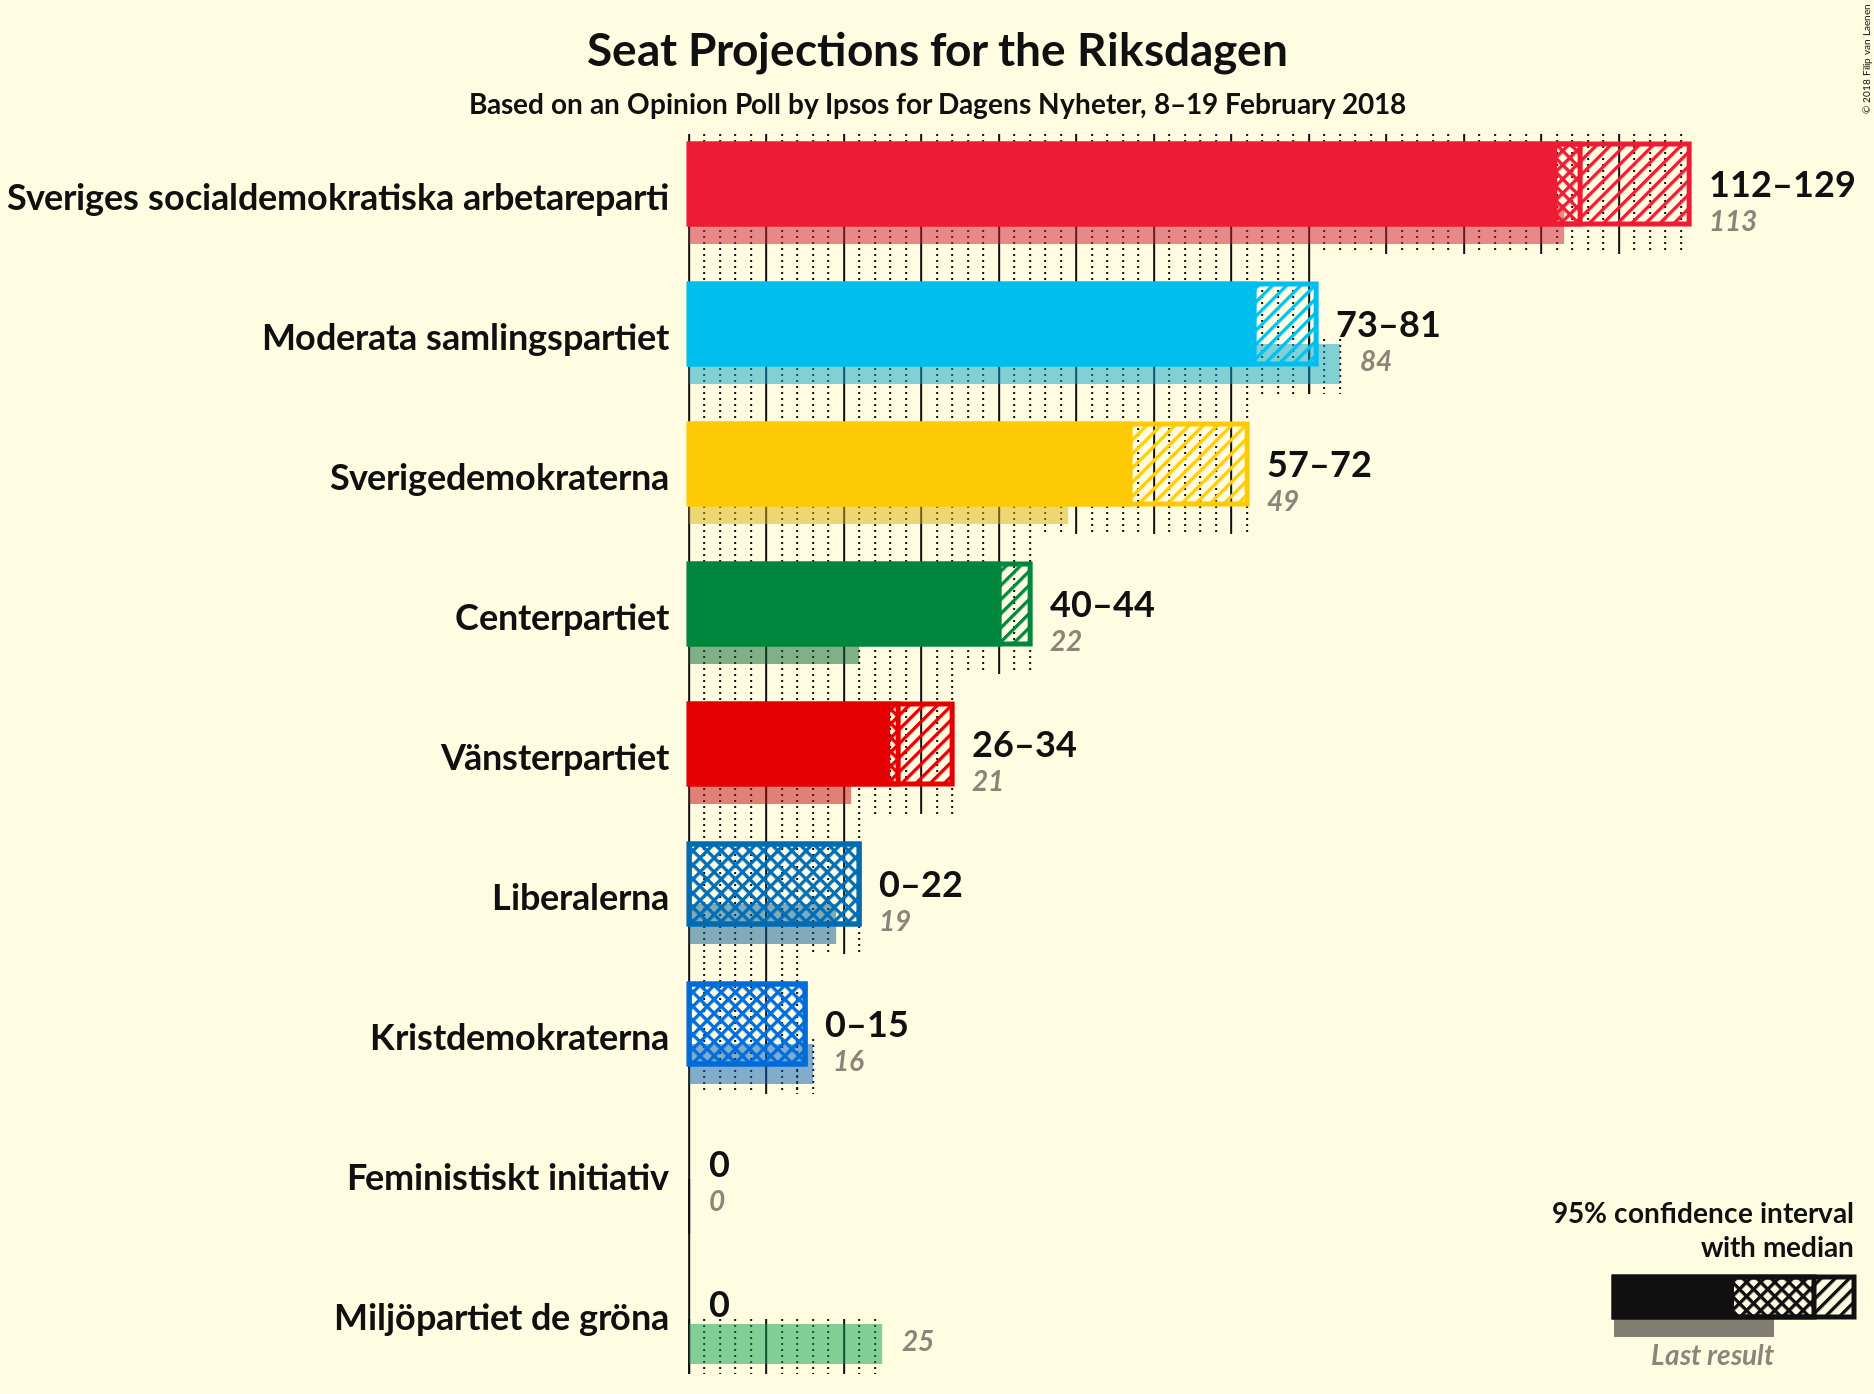 Seat Projections for the Riksdagen
Based on an Opinion Poll by Ipsos for Dagens Nyheter, 8–19 February 2018
© 2018 Filip van Laenen
Sveriges socialdemokratiska arbetareparti
112–129
113
Moderata samlingspartiet
73–81
84
Sverigedemokraterna
57–72
49
Centerpartiet
40–44
22
Vänsterpartiet
26–34
21
Liberalerna
0–22
19
Kristdemokraterna
0–15
16
Feministiskt initiativ
0
0
Miljöpartiet de gröna
0
25
95% confidence interval
with median
Last result